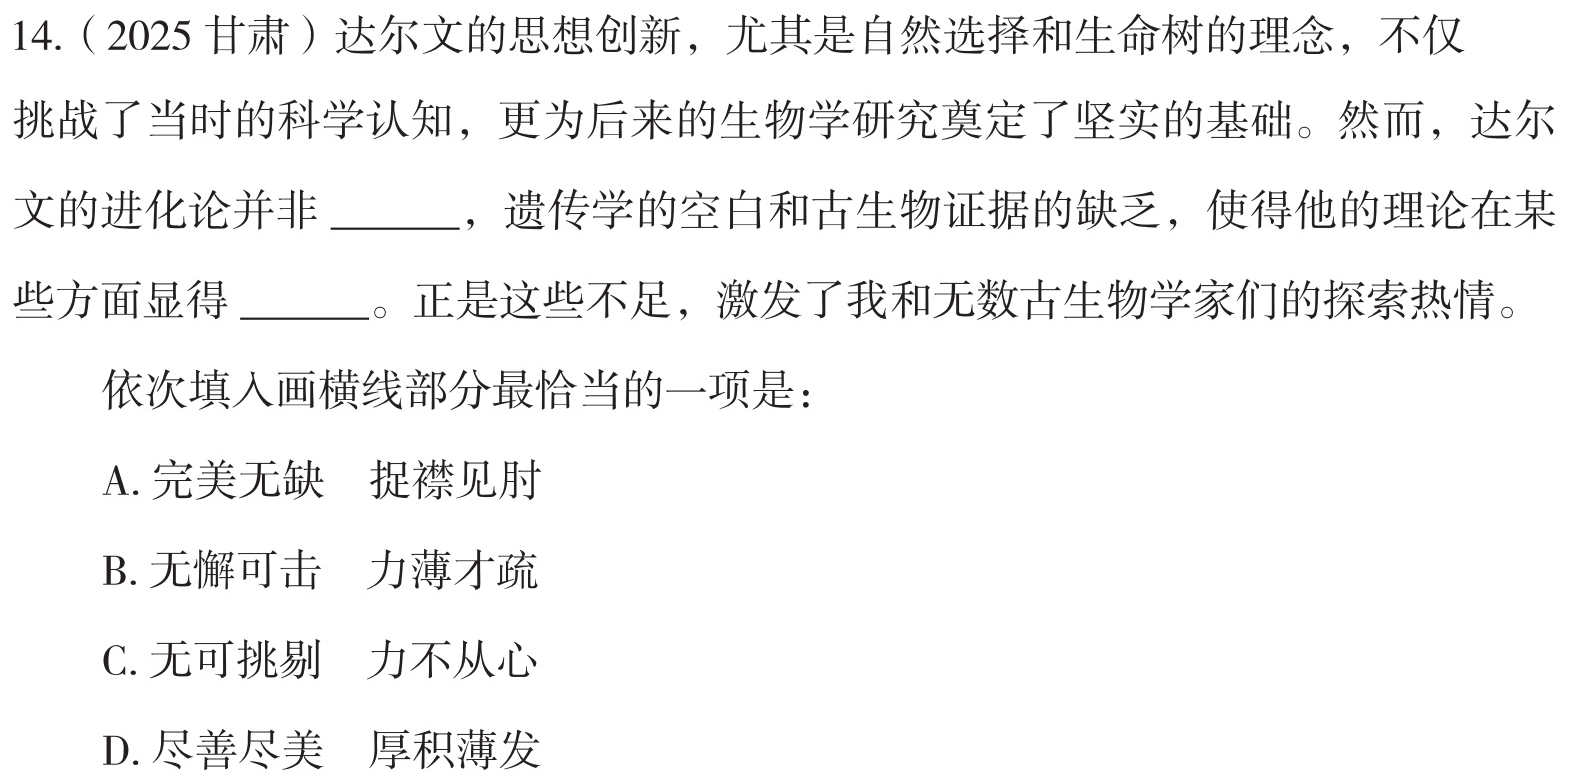 14.（2025 甘肃）达尔文的思想创新，尤其是自然选择和生命树的理念，不仅
挑战了当时的科学认知，更为后来的生物学研究奠定了坚实的基础。然而，达尔
文的进化论并非 ______，遗传学的空白和古生物证据的缺乏，使得他的理论在某
些方面显得 ______。正是这些不足，激发了我和无数古生物学家们的探索热情。
依次填入画横线部分最恰当的一项是：
A. 完美无缺　捉襟见肘
B. 无懈可击　力薄才疏
C. 无可挑剔　力不从心
D. 尽善尽美　厚积薄发